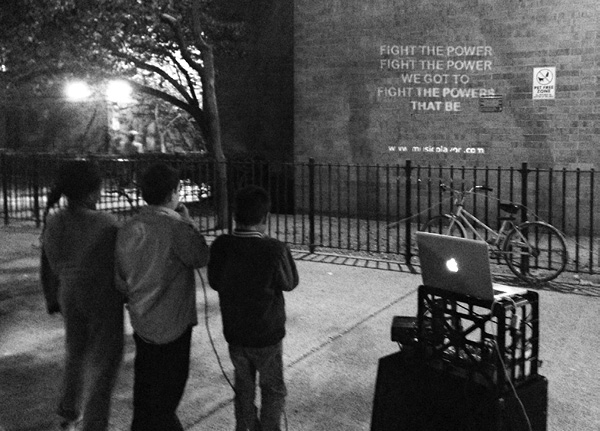 FIGHT THE POWER
FIGHT THE POWER
WE GOT TO
FIGHT THE POWERS
THAT BE
PET FREE
ZONE